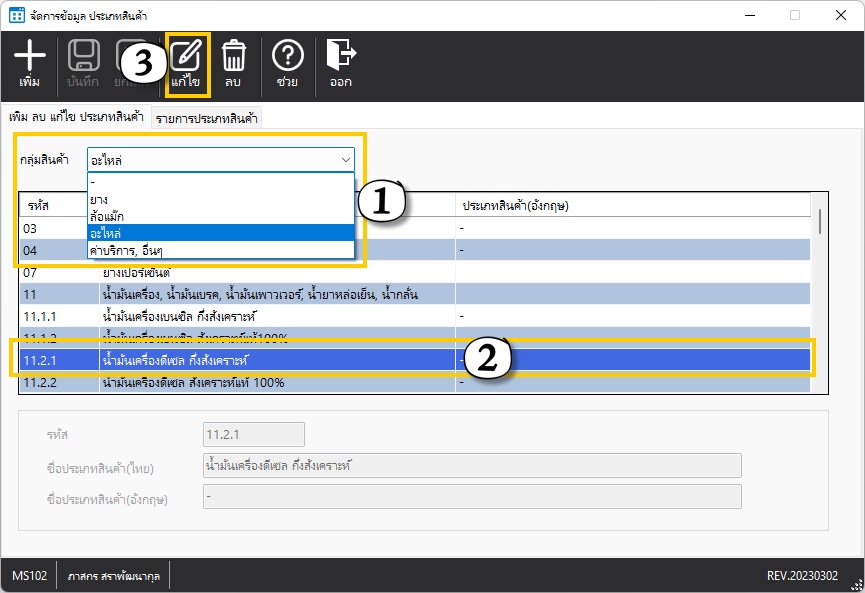 จัดการข้อมูล ประเภทสินค้า
เพิ่ม บันทึก แก้ไข ลบ ช่วย ออก
3
เพิ่ม ลบ แก้ไข ประเภทสินค้า รายการประเภทสินค้า
กลุ่มสินค้า อะไหล่
-
ยาง
ล้อแม๊ก
อะไหล่
ค่าบริการ, อื่นๆ
1
รหัส ประเภทสินค้า(อังกฤษ)
03 -
04 -
07 ยางเปอร์เซ็นต์
11 น้ำมันเครื่อง, น้ำมันเบรค, น้ำมันเพาวเวอร์, น้ำยาหล่อเย็น, น้ำกลั่น
11.1.1 น้ำมันเครื่องเบนซิล กึ่งสังเคราะห์ -
11.1.2 น้ำมันเครื่องเบนซิล สังเคราะห์แท้100%
11.2.1 น้ำมันเครื่องดีเซล กึ่งสังเคราะห์ -
2
11.2.2 น้ำมันเครื่องดีเซล สังเคราะห์แท้ 100% -
รหัส 11.2.1
ชื่อประเภทสินค้า(ไทย) น้ำมันเครื่องดีเซล กึ่งสังเคราะห์
ชื่อประเภทสินค้า(อังกฤษ) -
MS102 ภาสกร สราพัฒนากุล REV.20230302